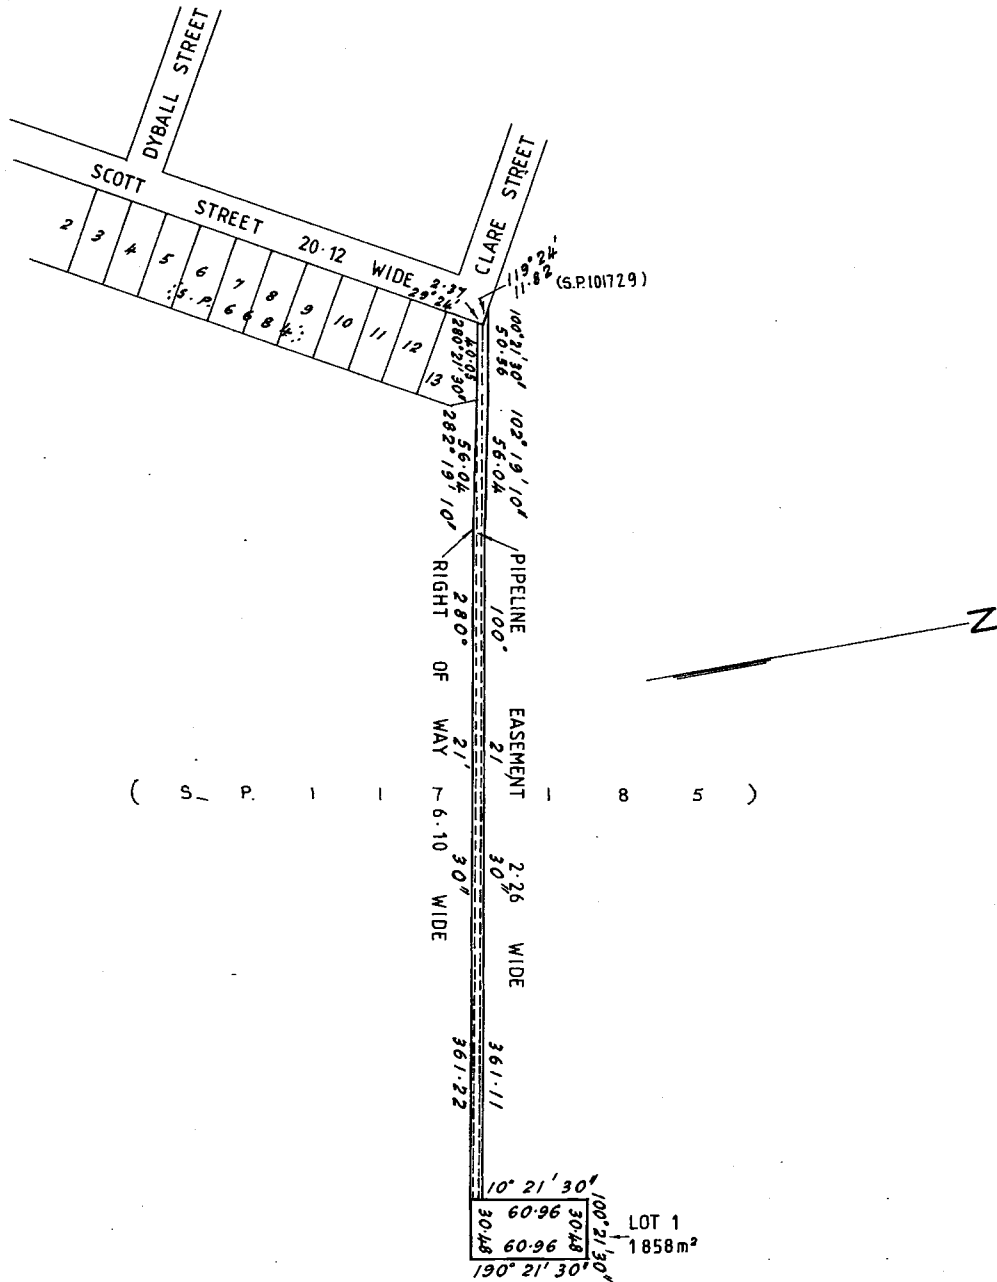 DYBALL STREET
SCOTT STREET 20·12 WIDE
CLARE STREET
2
3
4
5
6
7
8
9
10
11
12
13
S.P. 6684
2·37
29°24'
119°24'
11·82
(S.P.101729)
40·05
280°21'30"
100°21'30"
50·56
56·04
282°19'10"
102°19'10"
56·04
PIPELINE EASEMENT 2·26 WIDE
RIGHT OF WAY 6·10 WIDE
280° 21' 30"
100° 21' 30"
N
( S. P. 1 1 1 8 5 )
361·22
361·11
10° 21' 30"
60·96
30·48
30·48
60·96
190° 21' 30"
100°21'30"
LOT 1
1858m²